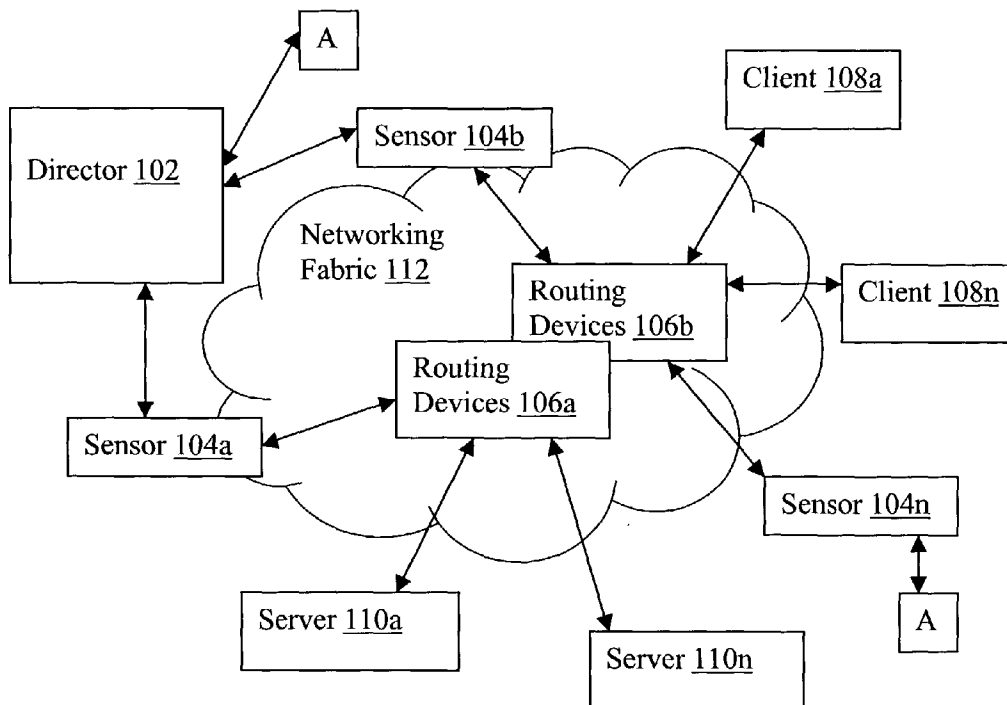 A
Client 108a
Sensor 104b
Director 102
Networking
Fabric 112
Routing
Devices 106b
Client 108n
Routing
Devices 106a
Sensor 104a
Sensor 104n
Server 110a
A
Server 110n